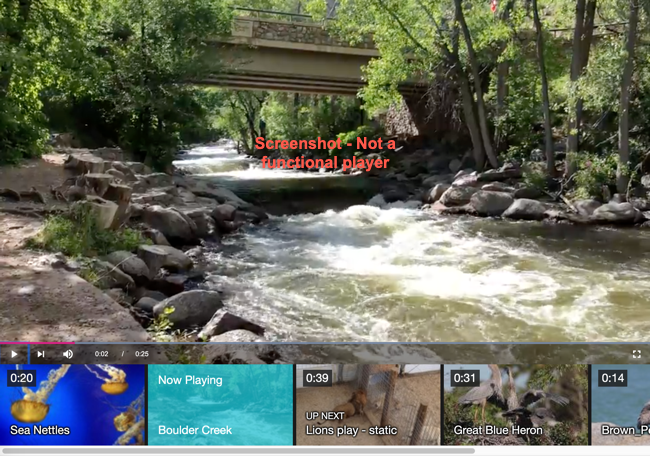 Screenshot - Not a
functional player
0:02 / 0:25
0:20
Sea Nettles
Now Playing
Boulder Creek
0:39
UP NEXT
Lions play - static
0:31
Great Blue Heron
0:14
Brown_P